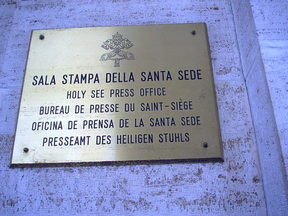 SALA STAMPA DELLA SANTA SEDE
HOLY SEE PRESS OFFICE
BUREAU DE PRESSE DU SAINT-SIÈGE
OFICINA DE PRENSA DE LA SANTA SEDE
PRESSEAMT DES HEILIGEN STUHLS